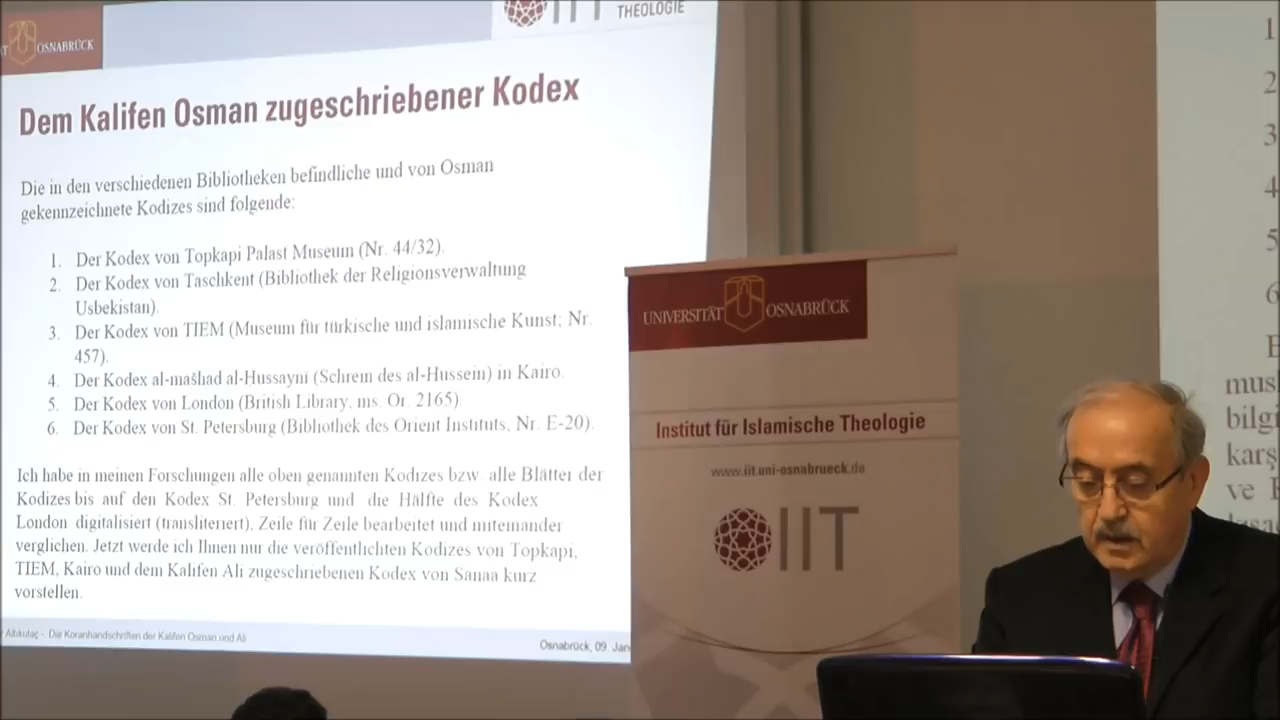 OSNABRÜCK
IIT
THEOLOGIE
Dem Kalifen Osman zugeschriebener Kodex
Die in den verschiedenen Bibliotheken befindliche und von Osman
gekennzeichnete Kodizes sind folgende:
1. Der Kodex von Topkapi Palast Museum (Nr. 44/32).
2. Der Kodex von Taschkent (Bibliothek der Religionsverwaltung
Usbekistan).
3. Der Kodex von TIEM (Museum für türkische und islamische Kunst; Nr.
457).
4. Der Kodex al-mašhad al-Hussaynī (Schrein des al-Hussein) in Kairo.
5. Der Kodex von London (British Library, ms. Or. 2165).
6. Der Kodex von St. Petersburg (Bibliothek des Orient Instituts, Nr. E-20).
Ich habe in meinen Forschungen alle oben genannten Kodizes bzw. alle Blätter der
Kodizes bis auf den Kodex St. Petersburg und die Hälfte des Kodex
London digitalisiert (transliteriert), Zeile für Zeile bearbeitet und miteinander
verglichen. Jetzt werde ich Ihnen nur die veröffentlichten Kodizes von Topkapi,
TIEM, Kairo und dem Kalifen Ali zugeschriebenen Kodex von Sanaa kurz
vorstellen.
Altıkulaç - Die Koranhandschriften der Kalifen Osman und Ali
Osnabrück, 09. Jan
UNIVERSITÄT OSNABRÜCK
Institut für Islamische Theologie
www.iit.uni-osnabrueck.de
IIT
1
2
3
4
5
6
E
mus
bilgi
karş
ve